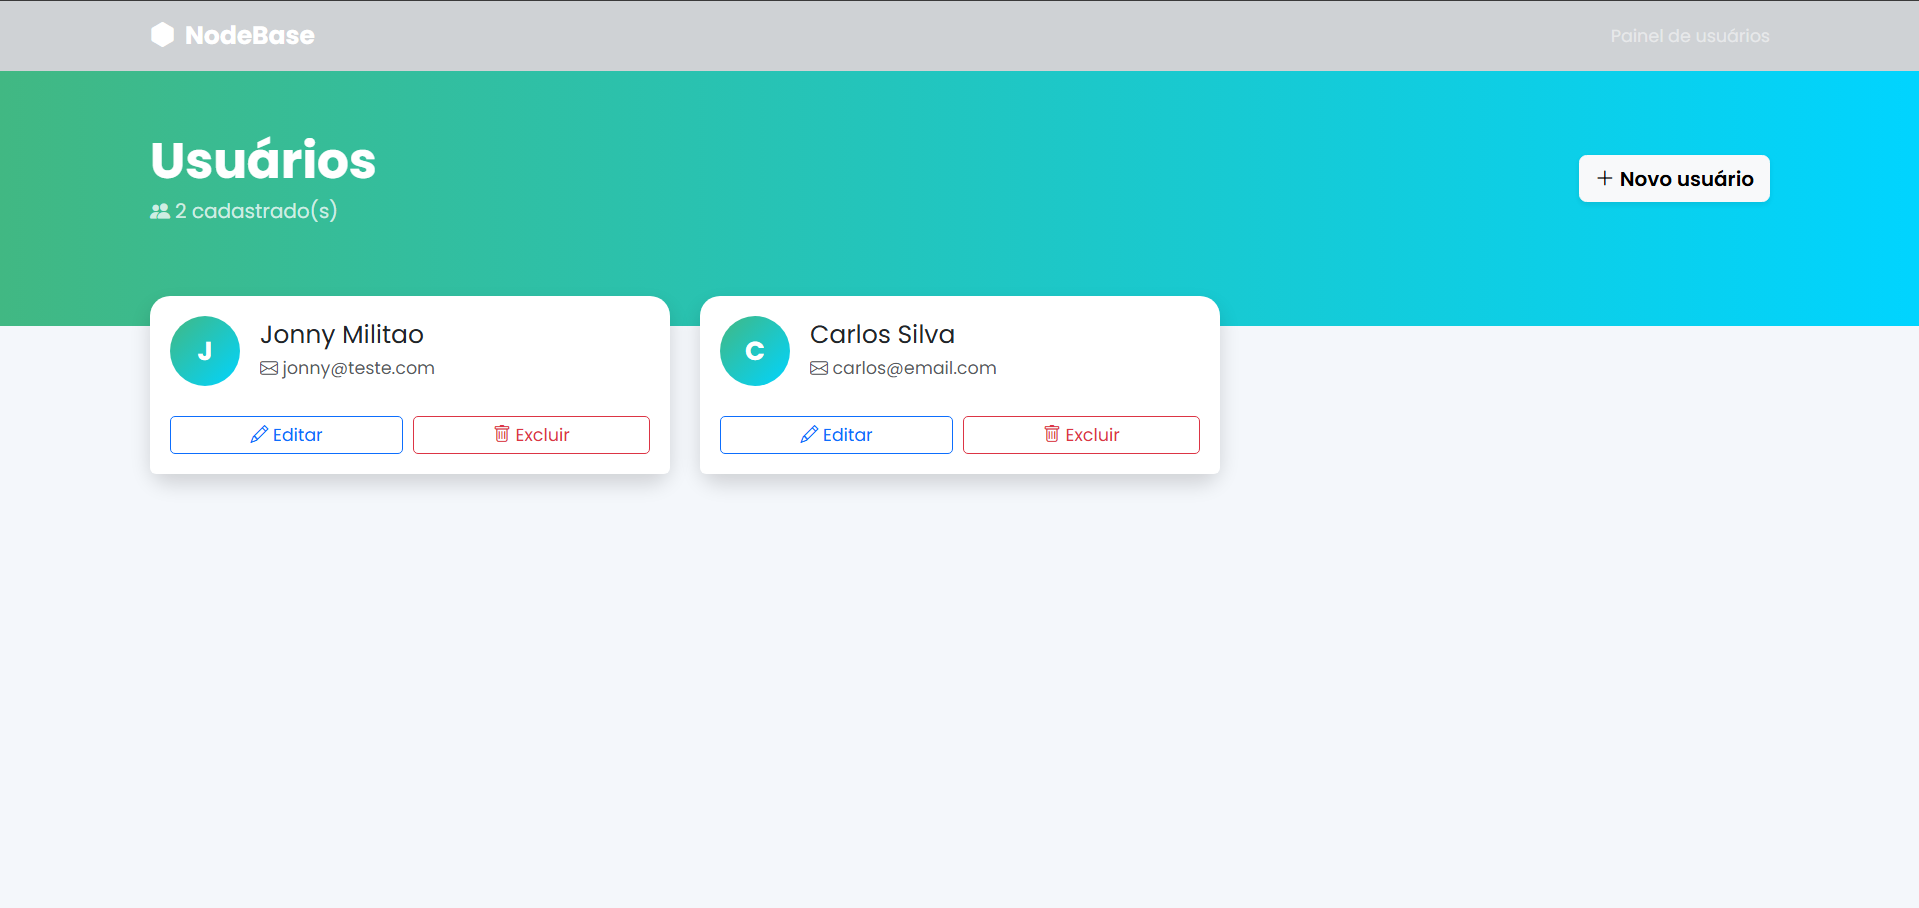 NodeBase
Painel de usuários
Usuários
2 cadastrado(s)
+ Novo usuário
J
Jonny Militao
jonny@teste.com
Editar
Excluir
C
Carlos Silva
carlos@email.com
Editar
Excluir